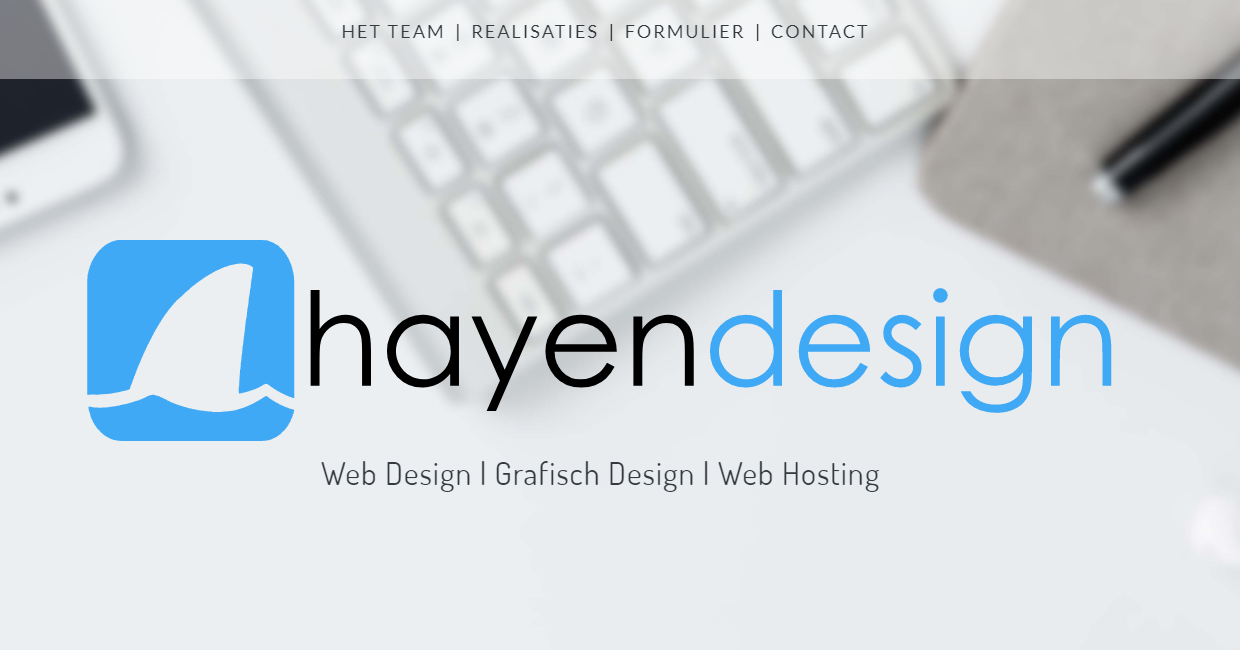 HET TEAM | REALISATIES | FORMULIER | CONTACT
hayendesign
Web Design | Grafisch Design | Web Hosting